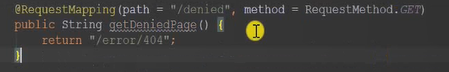 @RequestMapping(path = "/denied", method = RequestMethod.GET)
public String getDeniedPage() {
    return "/error/404";
}